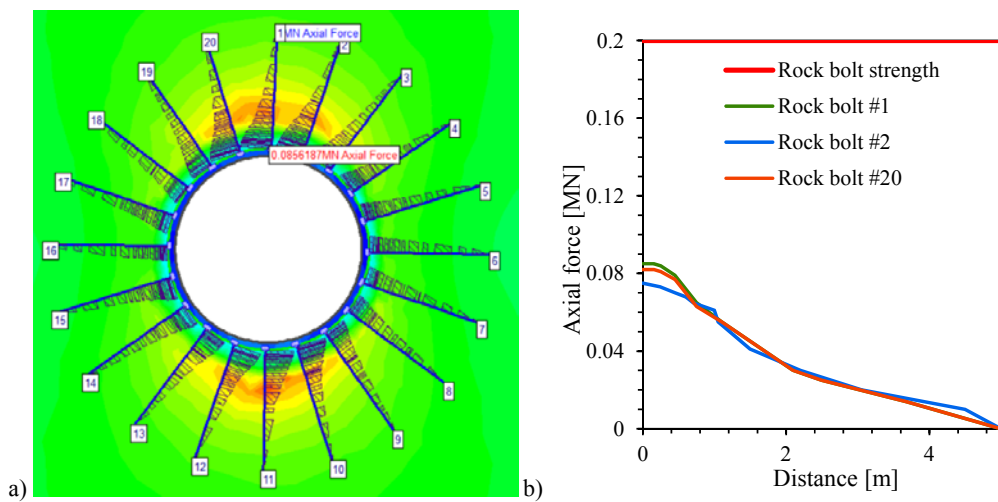 20
1
MN Axial Force
2
19
3
18
4
0.0856187MN Axial Force
17
5
16
6
15
7
14
8
13
9
12
10
11
a)
0.2
Rock bolt strength
Rock bolt #1
0.16
Rock bolt #2
Rock bolt #20
0.12
Axial force [MN]
0.08
0.04
0
0 2 4
Distance [m]
b)